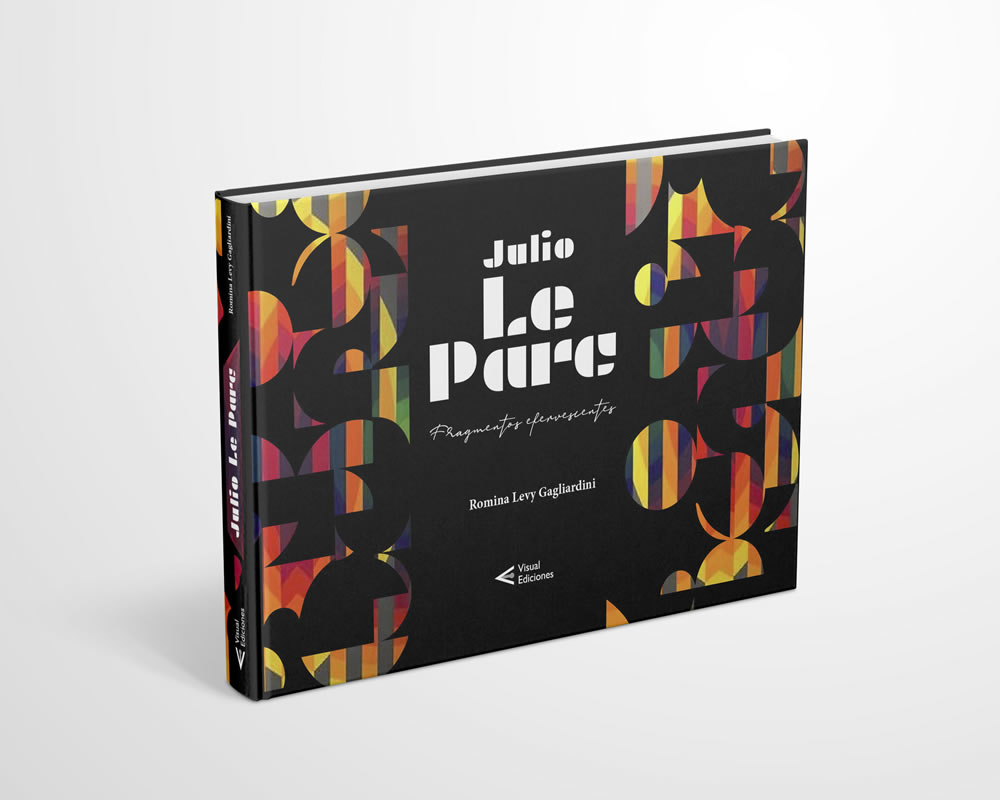 Julio
Le
Parc
Fragmentos efervescentes
Romina Levy Gagliardini
Visual
Ediciones
Romina Levy Gagliardini
Julio Le Parc
Visual
Ediciones